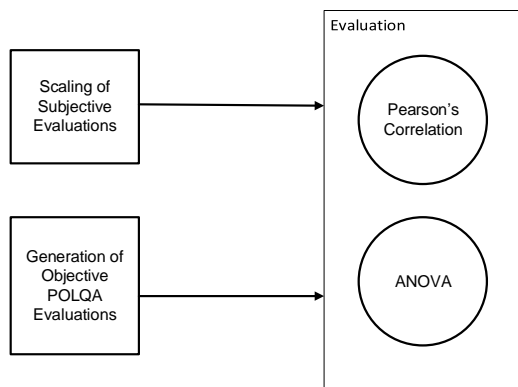 Evaluation
Scaling of
Subjective
Evaluations
Pearson's
Correlation
Generation of
Objective
POLQA
Evaluations
ANOVA